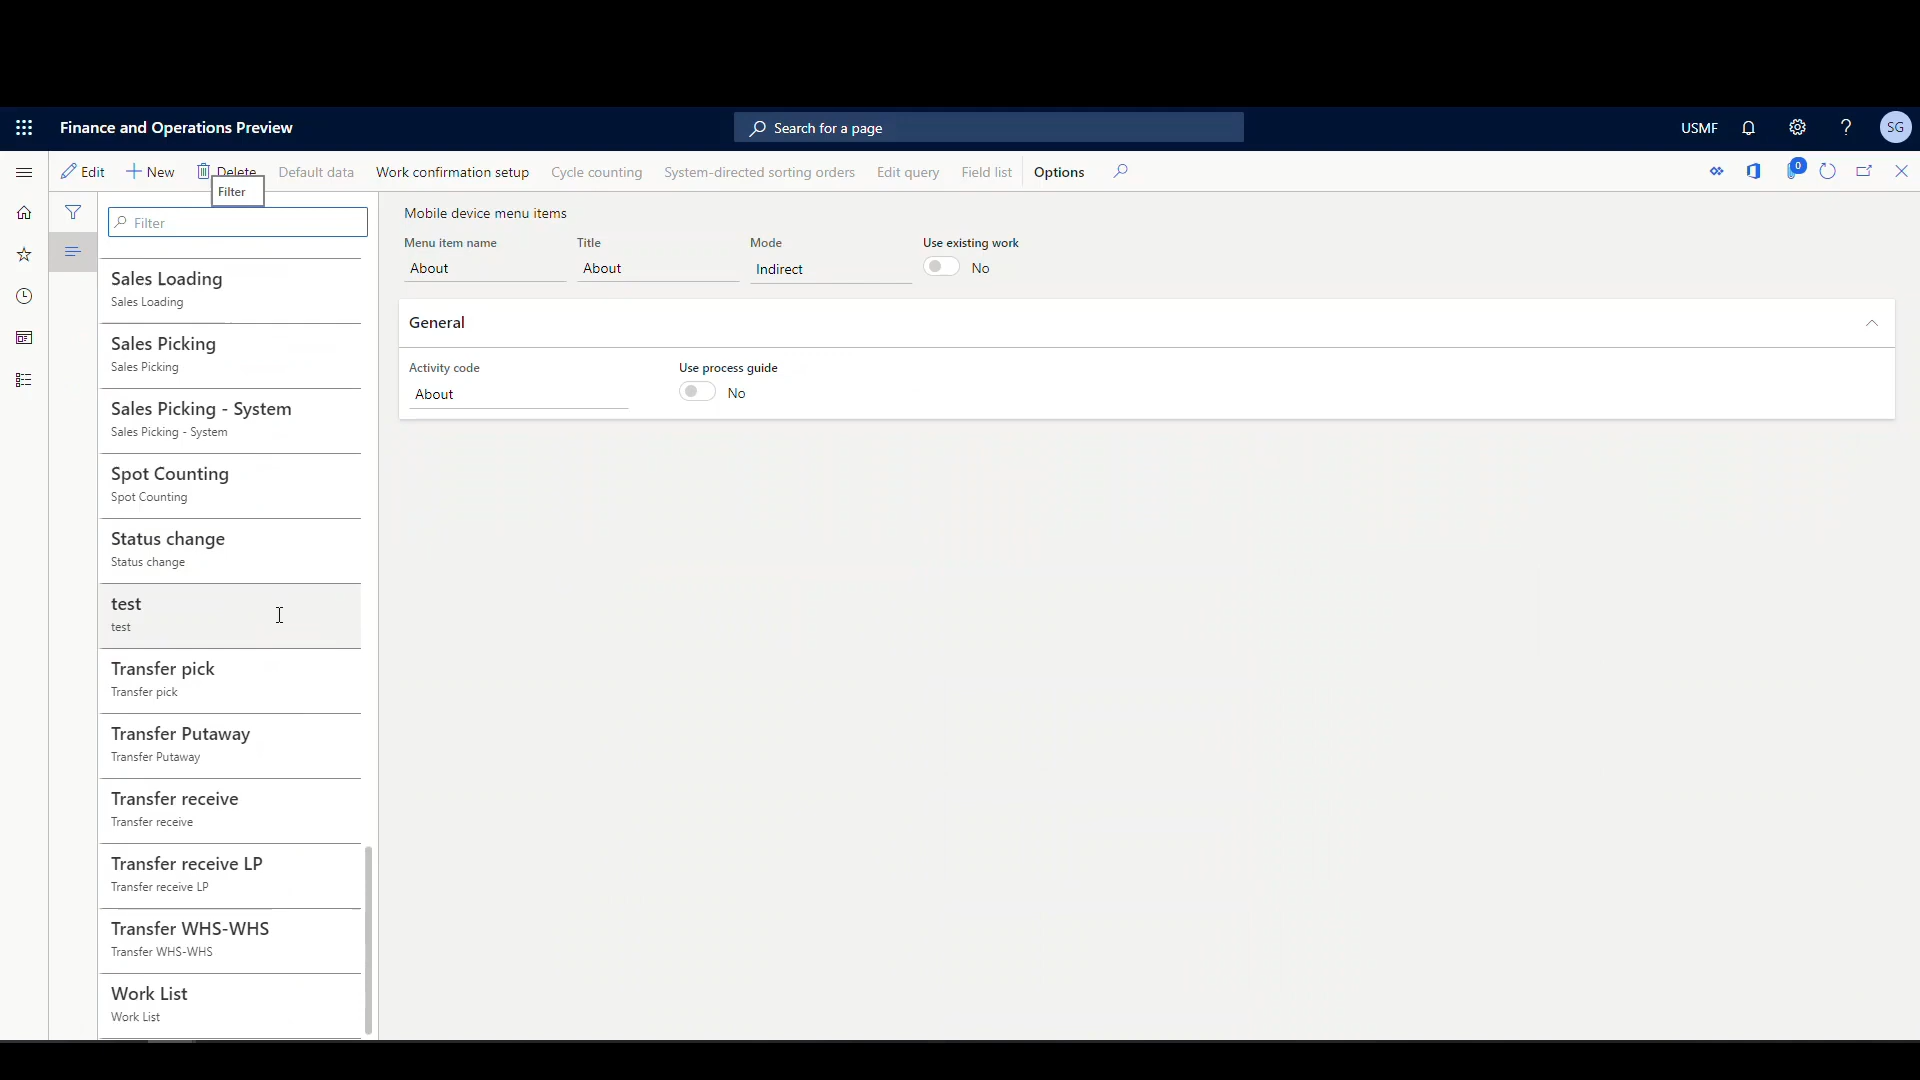 Finance and Operations Preview
Search for a page
USMF
SG
Edit
New
Delete
Default data
Work confirmation setup
Cycle counting
System-directed sorting orders
Edit query
Field list
Options
0
Filter
Filter
Sales Loading
Sales Loading
Sales Picking
Sales Picking
Sales Picking - System
Sales Picking - System
Spot Counting
Spot Counting
Status change
Status change
test
test
Transfer pick
Transfer pick
Transfer Putaway
Transfer Putaway
Transfer receive
Transfer receive
Transfer receive LP
Transfer receive LP
Transfer WHS-WHS
Transfer WHS-WHS
Work List
Work List
Mobile device menu items
Menu item name
Title
Mode
Use existing work
About
About
Indirect
No
General
Activity code
Use process guide
About
No